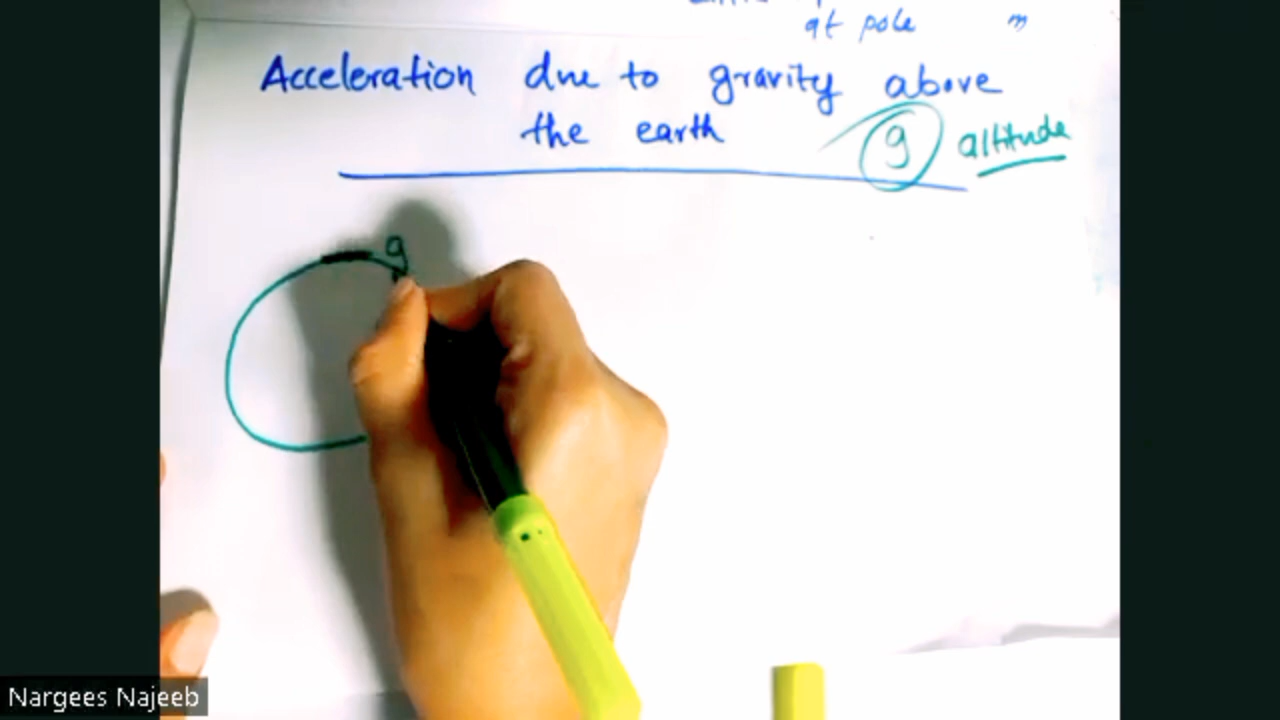 at pole m
Acceleration due to gravity above
the earth g altitude
g
Nargees Najeeb